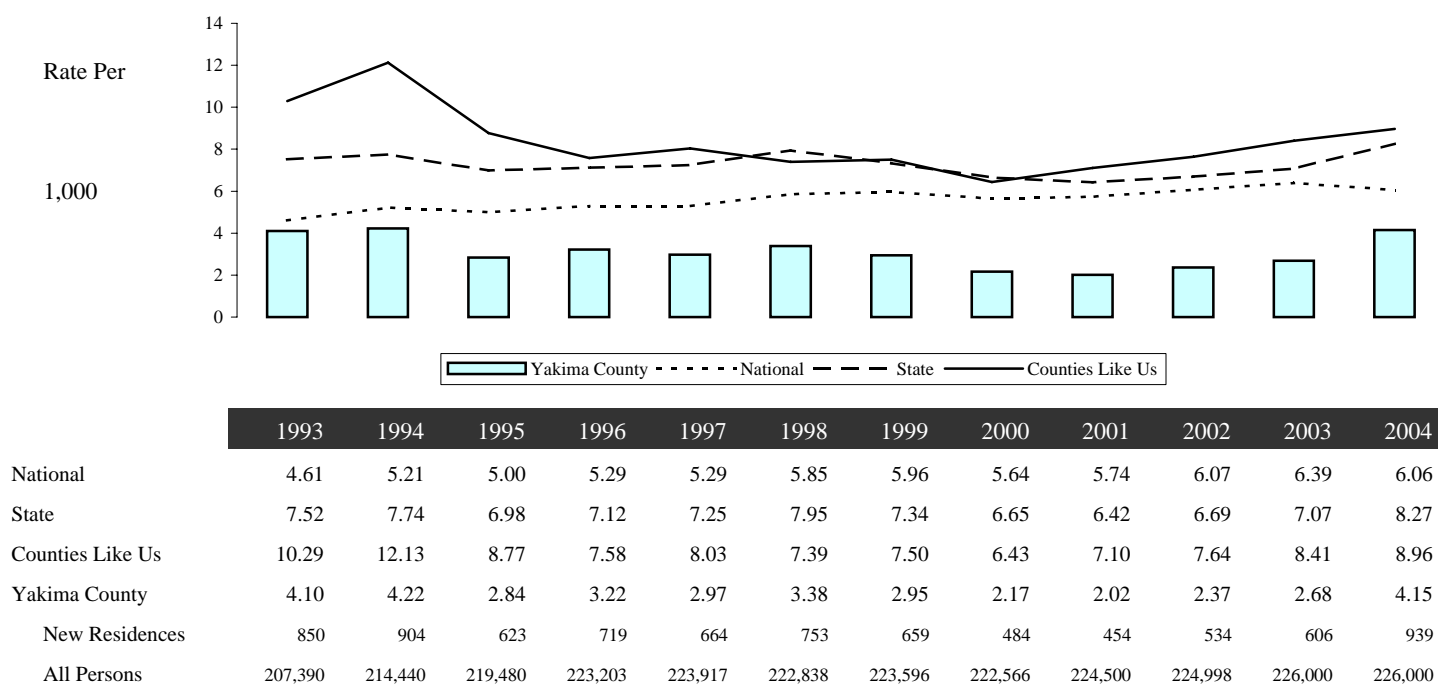 14
12
10
8
6
4
2
0
Rate Per
1,000
Yakima County National State Counties Like Us
1993 1994 1995 1996 1997 1998 1999 2000 2001 2002 2003 2004
National 4.61 5.21 5.00 5.29 5.29 5.85 5.96 5.64 5.74 6.07 6.39 6.06
State 7.52 7.74 6.98 7.12 7.25 7.95 7.34 6.65 6.42 6.69 7.07 8.27
Counties Like Us 10.29 12.13 8.77 7.58 8.03 7.39 7.50 6.43 7.10 7.64 8.41 8.96
Yakima County 4.10 4.22 2.84 3.22 2.97 3.38 2.95 2.17 2.02 2.37 2.68 4.15
New Residences 850 904 623 719 664 753 659 484 454 534 606 939
All Persons 207,390 214,440 219,480 223,203 223,917 222,838 223,596 222,566 224,500 224,998 226,000 226,000